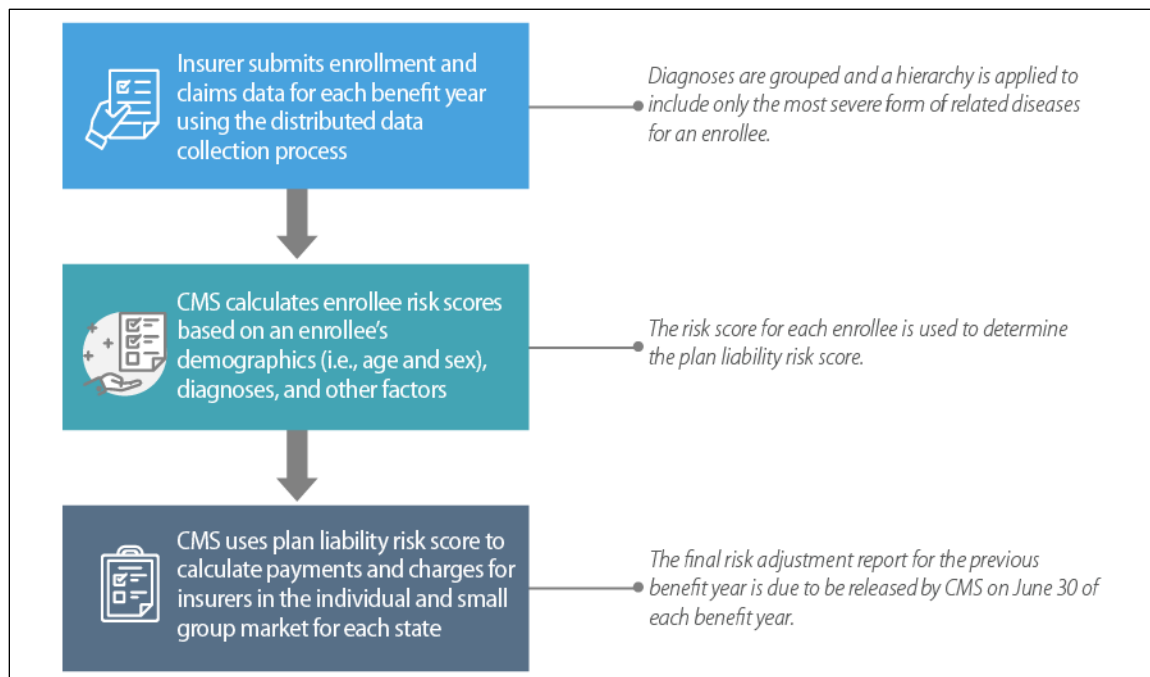 Insurer submits enrollment and
claims data for each benefit year
using the distributed data
collection process
Diagnoses are grouped and a hierarchy is applied to
include only the most severe form of related diseases
for an enrollee.
CMS calculates enrollee risk scores
based on an enrollee's
demographics (i.e., age and sex),
diagnoses, and other factors
The risk score for each enrollee is used to determine
the plan liability risk score.
CMS uses plan liability risk score to
calculate payments and charges for
insurers in the individual and small
group market for each state
The final risk adjustment report for the previous
benefit year is due to be released by CMS on June 30 of
each benefit year.